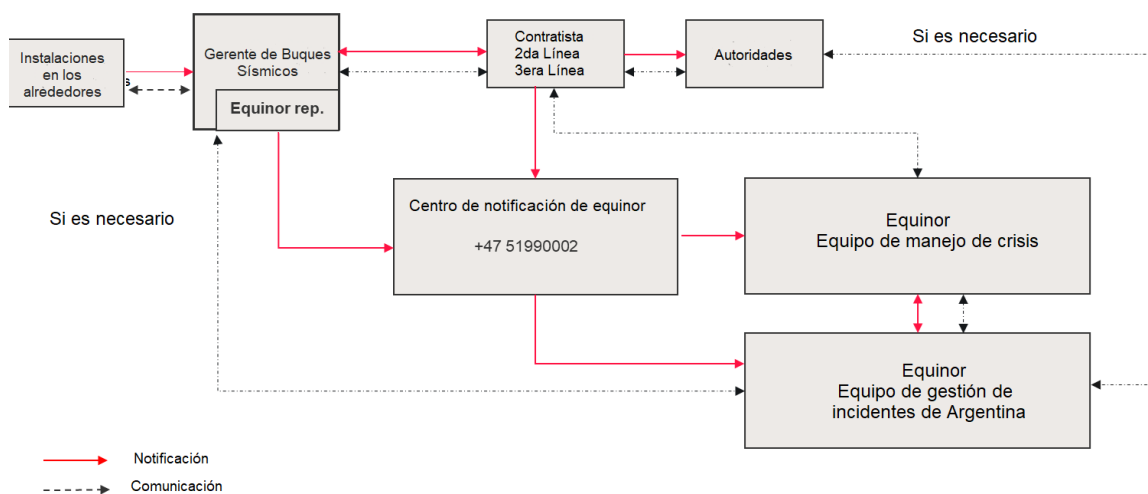 Si es necesario
Instalaciones
en los
alrededores
s
Gerente de Buques
Sísmicos
Equinor rep.
Contratista
2da Línea
3era Línea
Autoridades
Si es necesario
Centro de notificación de equinor
+47 51990002
Equinor
Equipo de manejo de crisis
Equinor
Equipo de gestión de
incidentes de Argentina
Notificación
Comunicación